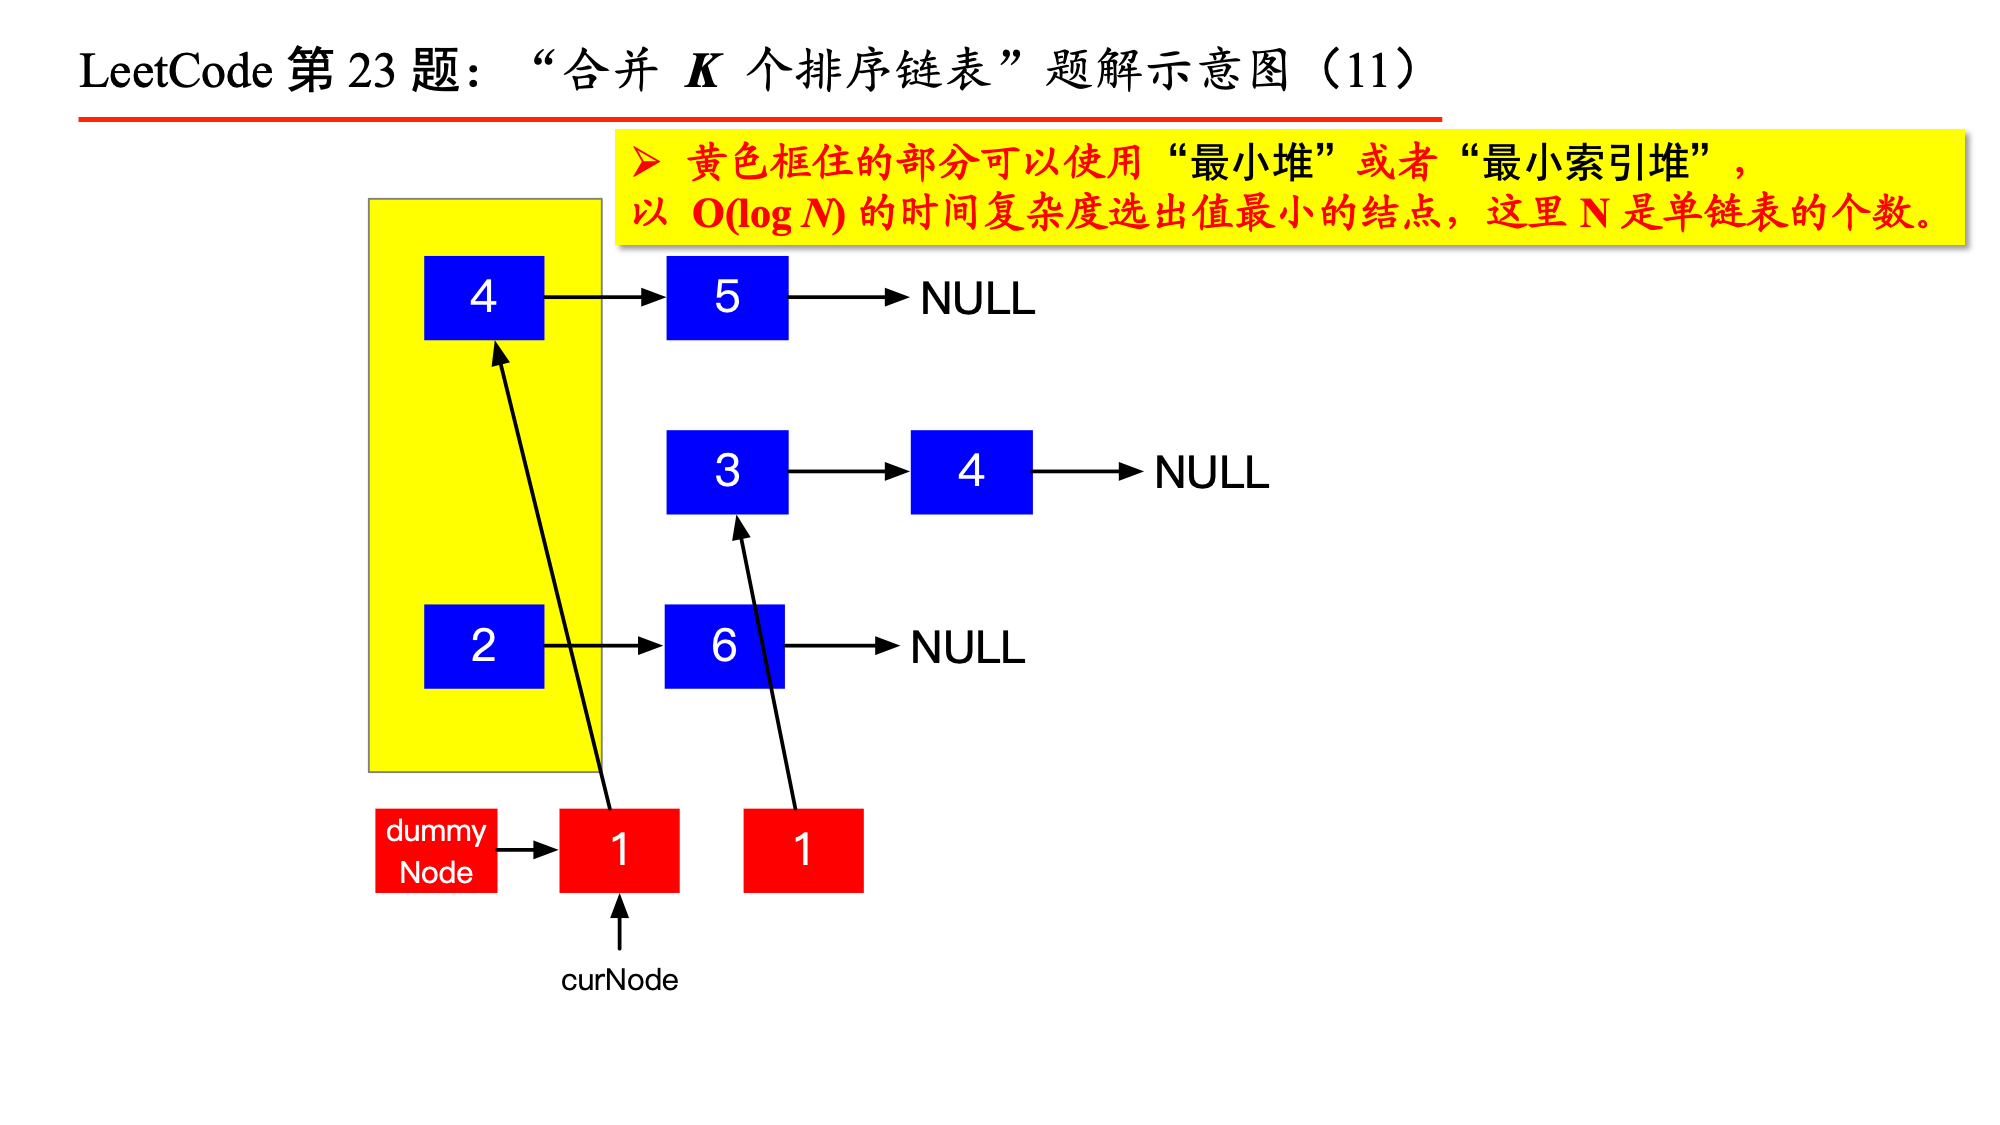 LeetCode 第 23 题：“合并 K 个排序链表”题解示意图（11）
➢ 黄色框住的部分可以使用“最小堆”或者“最小索引堆”，
以 O(log N) 的时间复杂度选出值最小的结点，这里 N 是单链表的个数。
4 5 NULL
3 4 NULL
2 6 NULL
dummy
Node
1 1
curNode